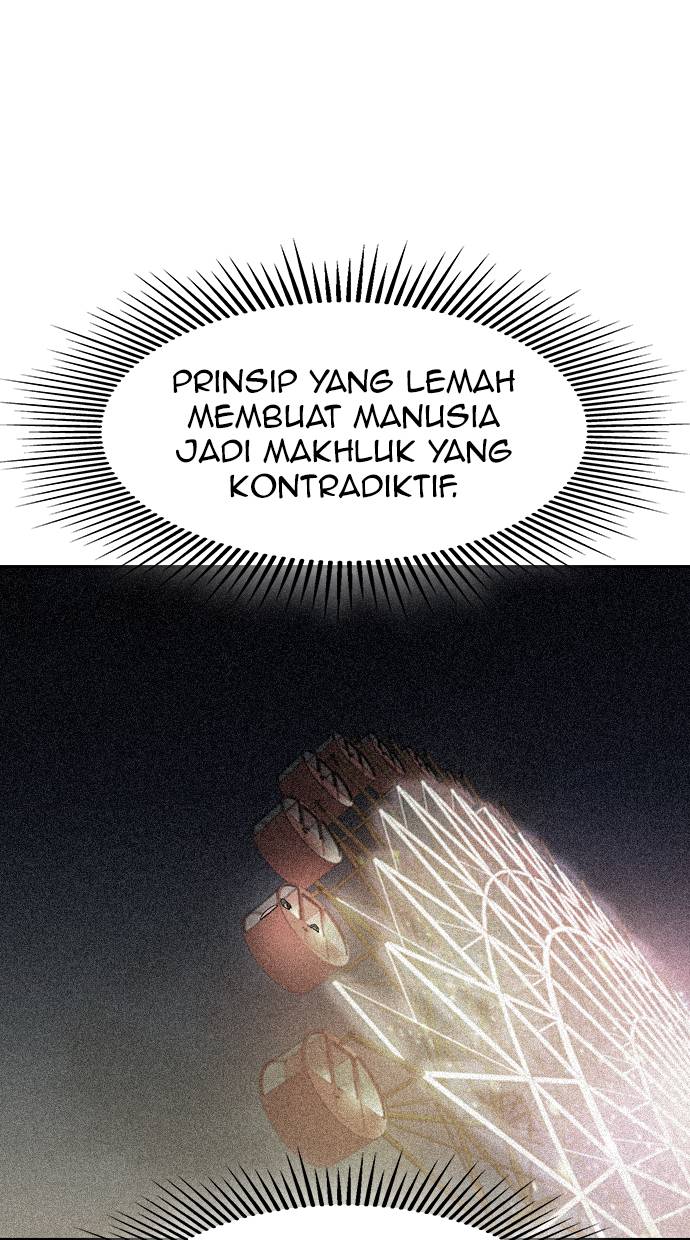 PRINSIP YANG LEMAH
MEMBUAT MANUSIA
JADI MAKHLUK YANG
KONTRADIKTIF.